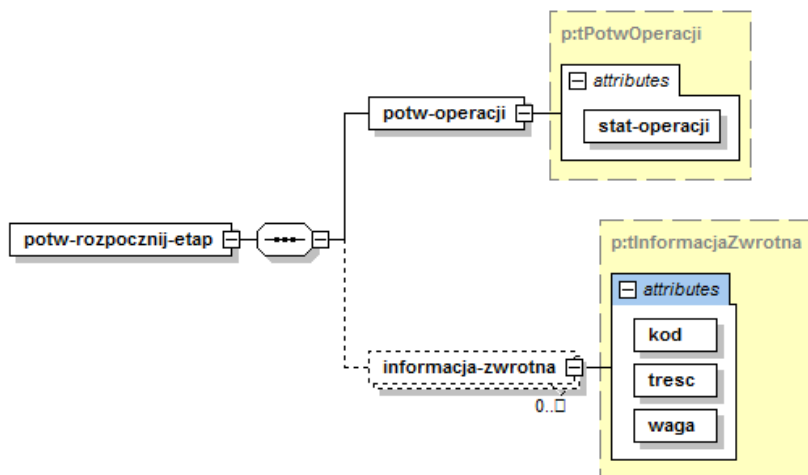 p:tPotwOperacji
attributes
potw-operacji
stat-operacji
potw-rozpocznij-etap
p:tInformacjaZwrotna
attributes
kod
informacja-zwrotna
tresc
0..□
waga